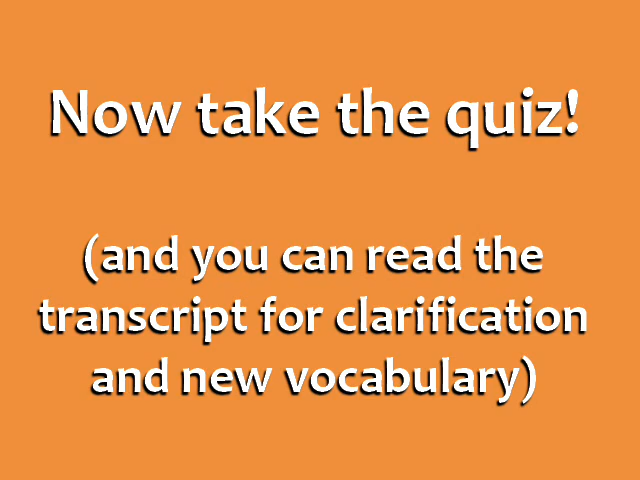 Now take the quiz!
(and you can read the
transcript for clarification
and new vocabulary)